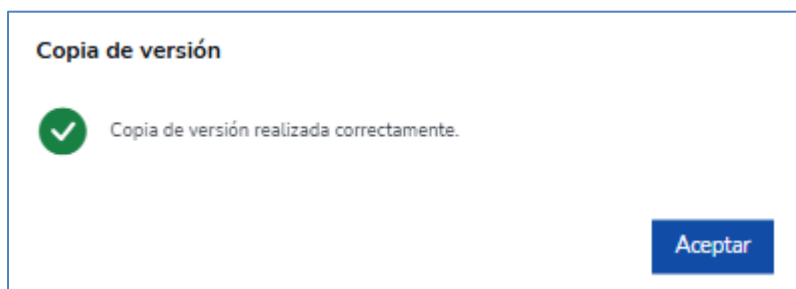 Copia de versión
Copia de versión realizada correctamente.
Aceptar